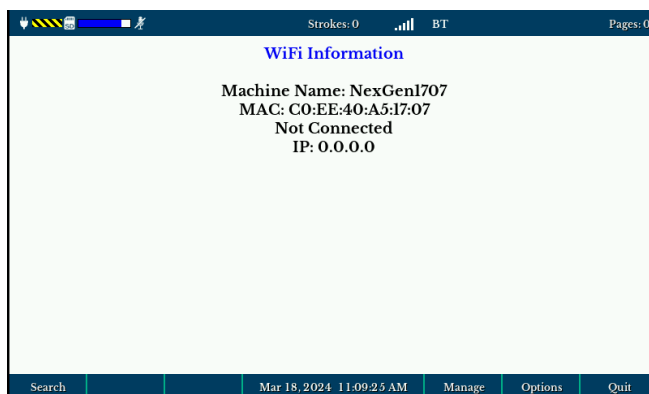 SD Strokes: 0 BT Pages: 0
WiFi Information
Machine Name: NexGen1707
MAC: C0:EE:40:A5:17:07
Not Connected
IP: 0.0.0.0
Search Mar 18, 2024 11:09:25 AM Manage Options Quit